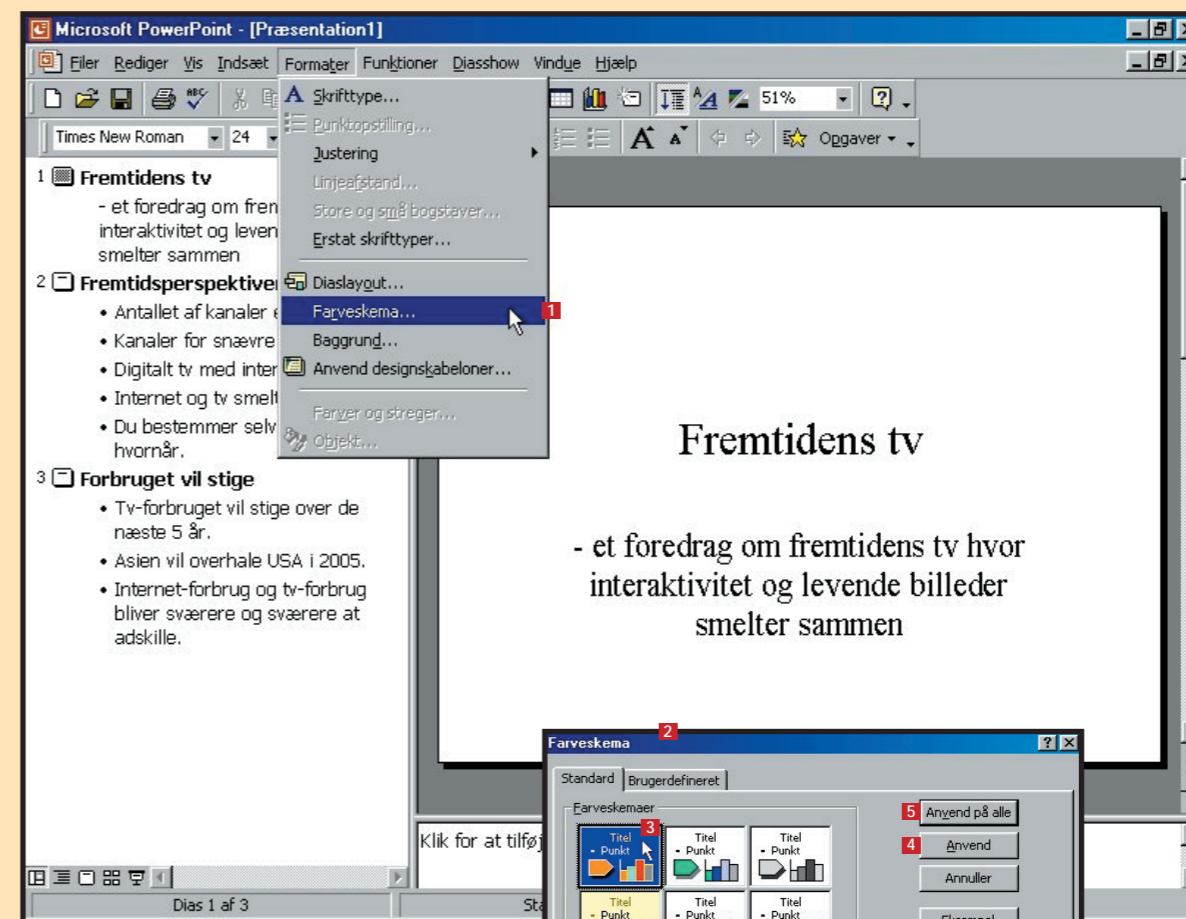 Microsoft PowerPoint - [Præsentation1]
Filer Rediger Vis Indsæt Formater Funktioner Diasshow Vindue Hjælp
ABC 51%
Times New Roman 24 Opgaver
Skrifttype...
Punktopstilling...
Justering
Linjeafstand...
Store og små bogstaver...
Erstat skrifttyper...
Diaslayout...
Farveskema... 1
Baggrund...
Anvend designskabeloner...
Farver og streger...
Objekt...
1 Fremtidens tv
- et foredrag om
interaktivitet og
smelter sammen
2 Fremtidsperspektiver
• Antallet af kanaler
• Kanaler for snævre
• Digitalt tv med
• Internet og tv
• Du bestemmer selv
hvornår.
3 Forbruget vil stige
• Tv-forbruget vil stige over de
næste 5 år.
• Asien vil overhale USA i 2005.
• Internet-forbrug og tv-forbrug
bliver sværere og sværere at
adskille.
Fremtidens tv
- et foredrag om fremtidens tv hvor
interaktivitet og levende billeder
smelter sammen
Klik for at
Dias 1 af 3
2
Farveskema
Standard Brugerdefineret
Farveskemaer
3
Titel
- Punkt
Titel
- Punkt
Titel
- Punkt
Titel
- Punkt
Titel
- Punkt
Titel
- Punkt
5 Anvend på alle
4 Anvend
Annuller